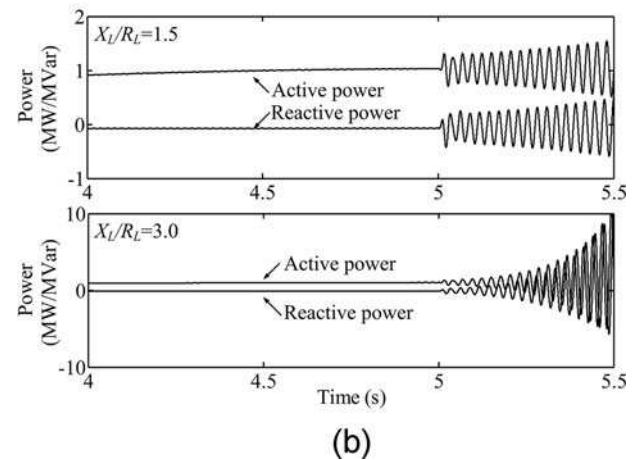 2
X_L/R_L=1.5
1
Active power
Reactive power
0
-1
Power
(MW/MVar)
4
4.5
5
5.5
10
X_L/R_L=3.0
Active power
0
Reactive power
-10
Power
(MW/MVar)
4
4.5
5
5.5
Time (s)
(b)